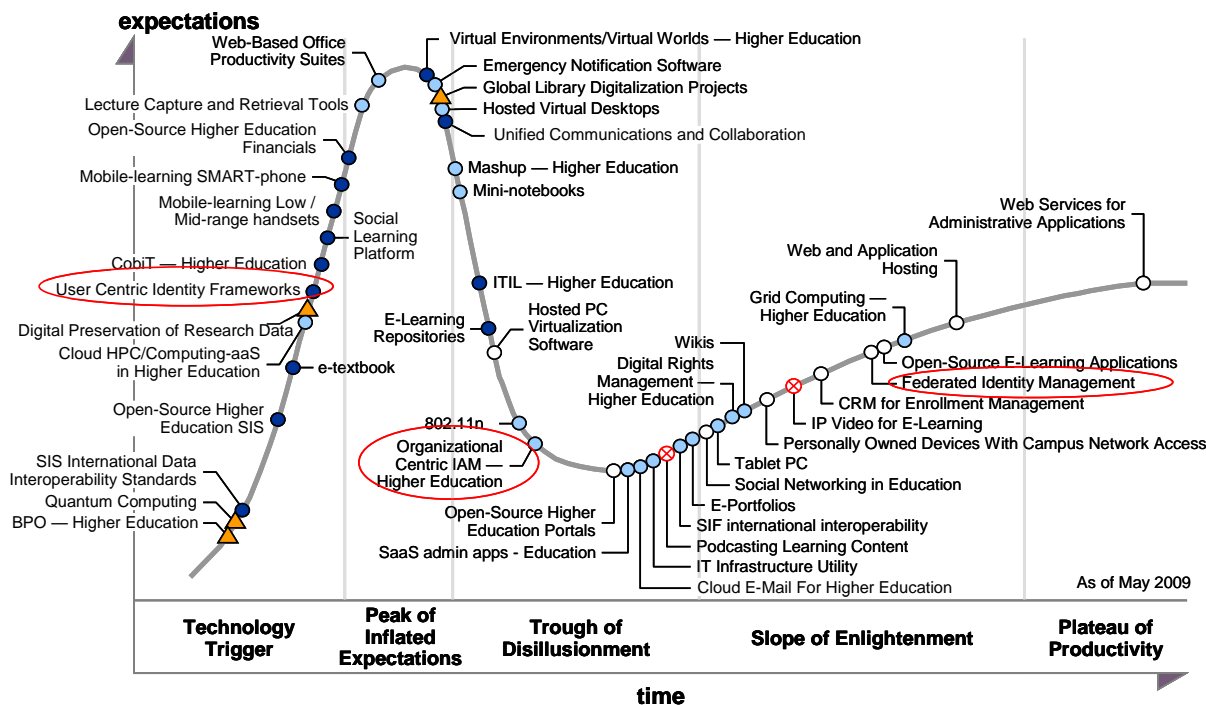 expectations
Web-Based Office
Productivity Suites
Virtual Environments/Virtual Worlds — Higher Education
Emergency Notification Software
Global Library Digitalization Projects
Lecture Capture and Retrieval Tools
Hosted Virtual Desktops
Open-Source Higher Education
Financials
Unified Communications and Collaboration
Mobile-learning SMART-phone
Mashup — Higher Education
Mini-notebooks
Mobile-learning Low /
Mid-range handsets
Social
Learning
Platform
CobiT — Higher Education
User Centric Identity Frameworks
Digital Preservation of Research Data
Cloud HPC/Computing-aaS
in Higher Education
e-textbook
Open-Source Higher
Education SIS
SIS International Data
Interoperability Standards
Quantum Computing
BPO — Higher Education
ITIL — Higher Education
E-Learning
Repositories
Hosted PC
Virtualization
Software
802.11n
Organizational
Centric IAM —
Higher Education
Open-Source Higher
Education Portals
SaaS admin apps - Education
Wikis
Digital Rights
Management —
Higher Education
Web Services for
Administrative Applications
Web and Application
Hosting
Grid Computing —
Higher Education
Open-Source E-Learning Applications
Federated Identity Management
CRM for Enrollment Management
IP Video for E-Learning
Personally Owned Devices With Campus Network Access
Tablet PC
Social Networking in Education
E-Portfolios
SIF international interoperability
Podcasting Learning Content
IT Infrastructure Utility
Cloud E-Mail For Higher Education
As of May 2009
Technology
Trigger
Peak of
Inflated
Expectations
Trough of
Disillusionment
Slope of Enlightenment
Plateau of
Productivity
time